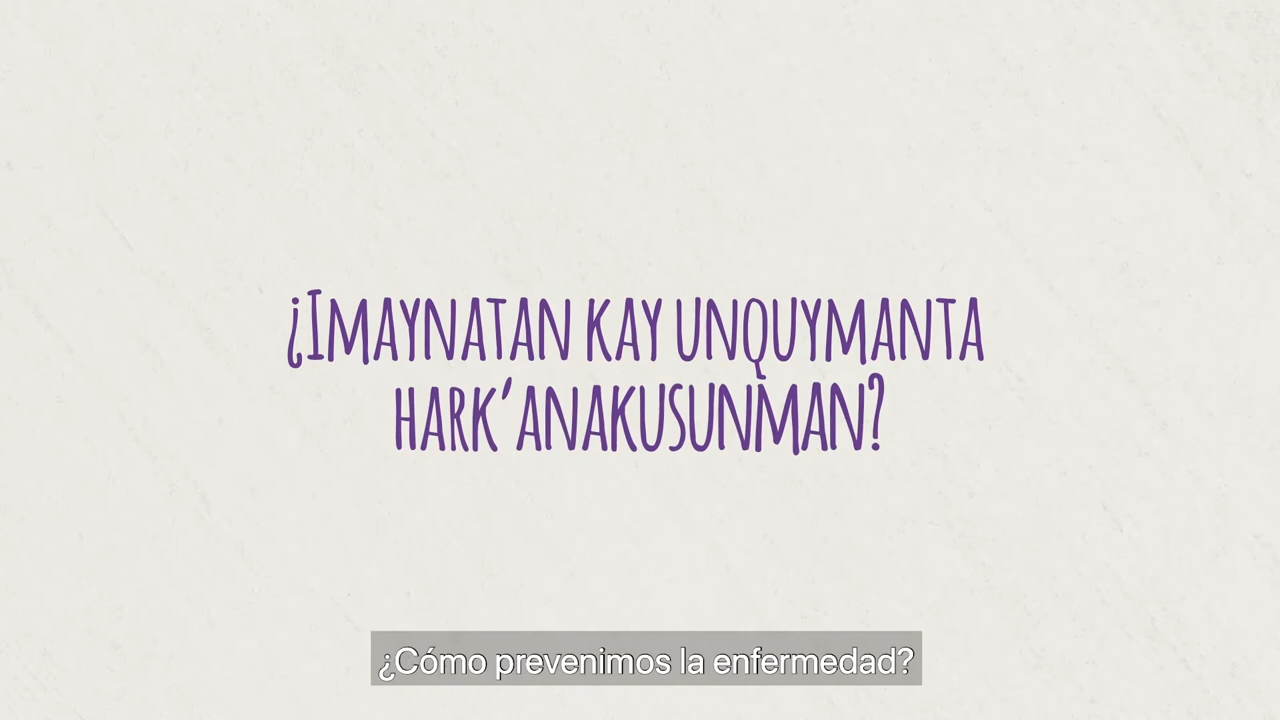 ¿Imaynatan kay unquymanta
hark’anakusunman?
¿Cómo prevenimos la enfermedad?